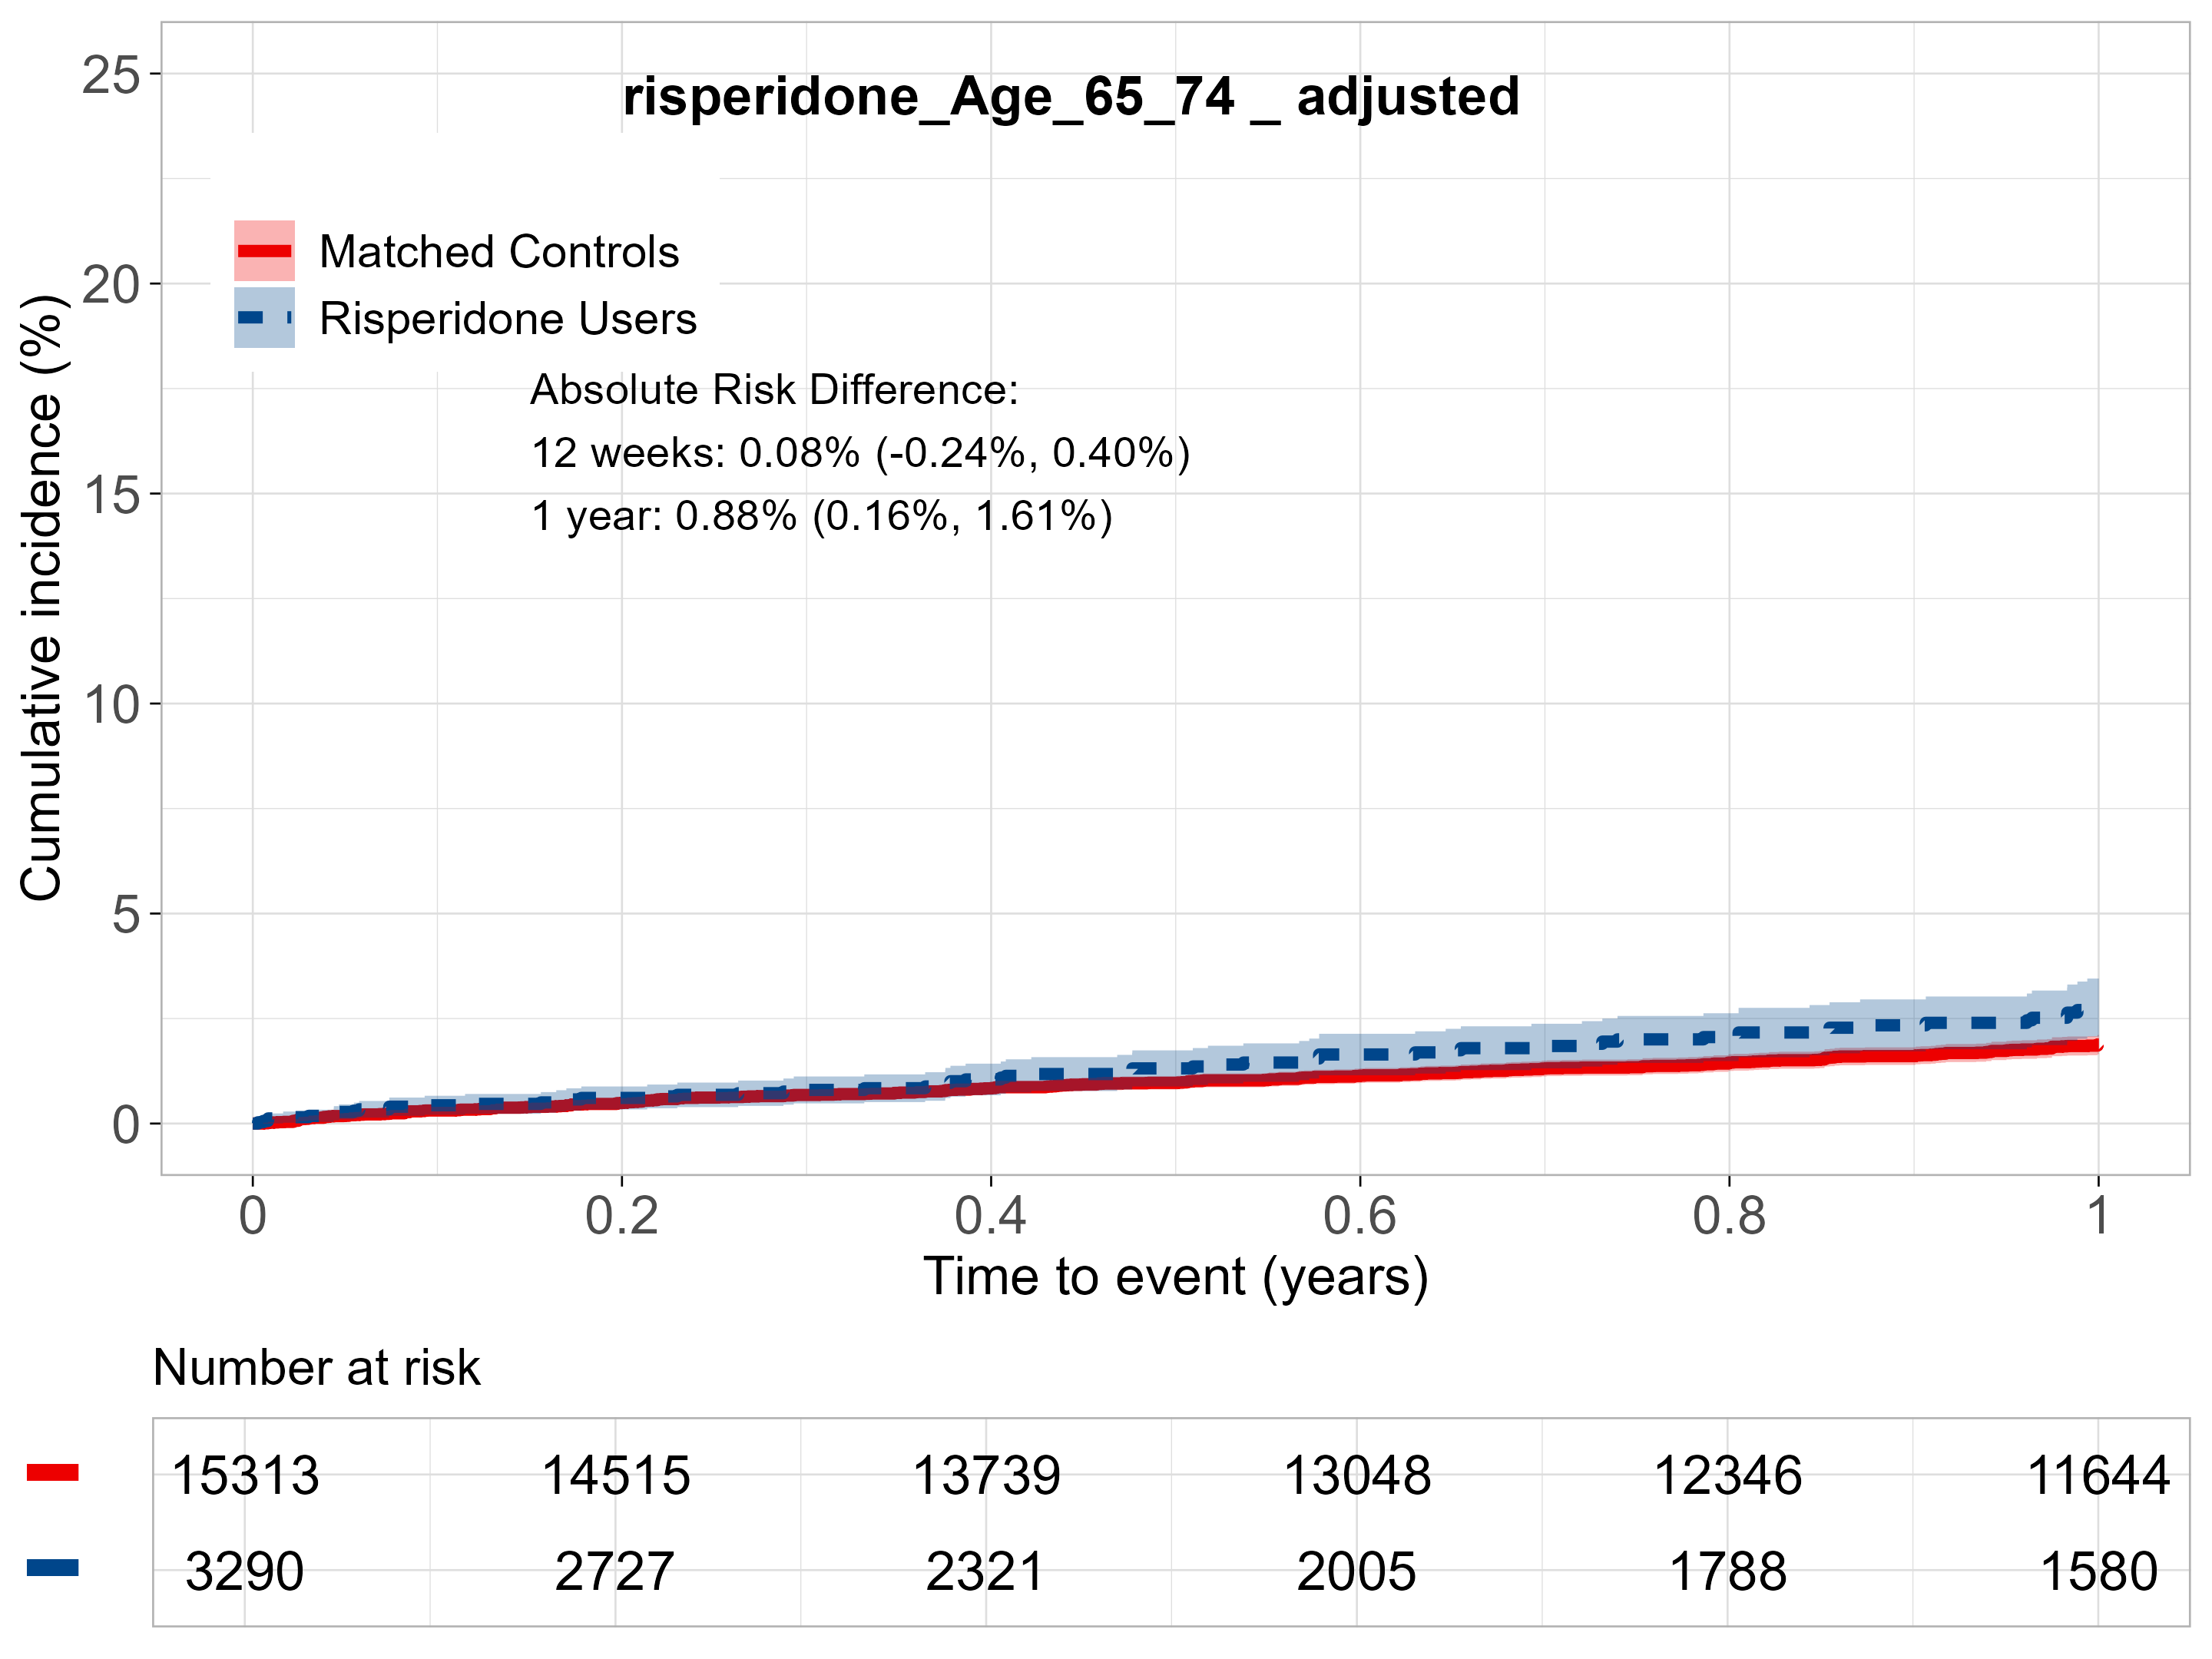 risperidone_Age_65_74 _ adjusted
Matched Controls
Risperidone Users
Absolute Risk Difference:
12 weeks: 0.08% (-0.24%, 0.40%)
1 year: 0.88% (0.16%, 1.61%)
Cumulative incidence (%)
25
20
15
10
5
0
0 0.2 0.4 0.6 0.8 1
Time to event (years)
Number at risk
15313 14515 13739 13048 12346 11644
3290 2727 2321 2005 1788 1580